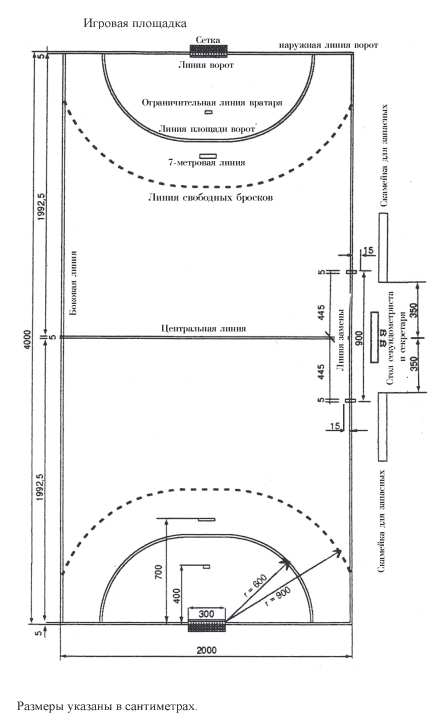 Игровая площадка
Сетка
наружная линия ворот
5
Линия ворот
Ограничительная линия вратаря
Линия площади ворот
7-метровая линия
Линия свободных бросков
Скамейка для запасных
1992,5
Боковая линия
15
5
445
350
Центральная линия
Линия замены
900
Стол секундометриста
и секретаря
4000
5
445
350
5
15
1992,5
Скамейка для запасных
700
400
r = 600
r = 900
300
5
2000
Размеры указаны в сантиметрах.